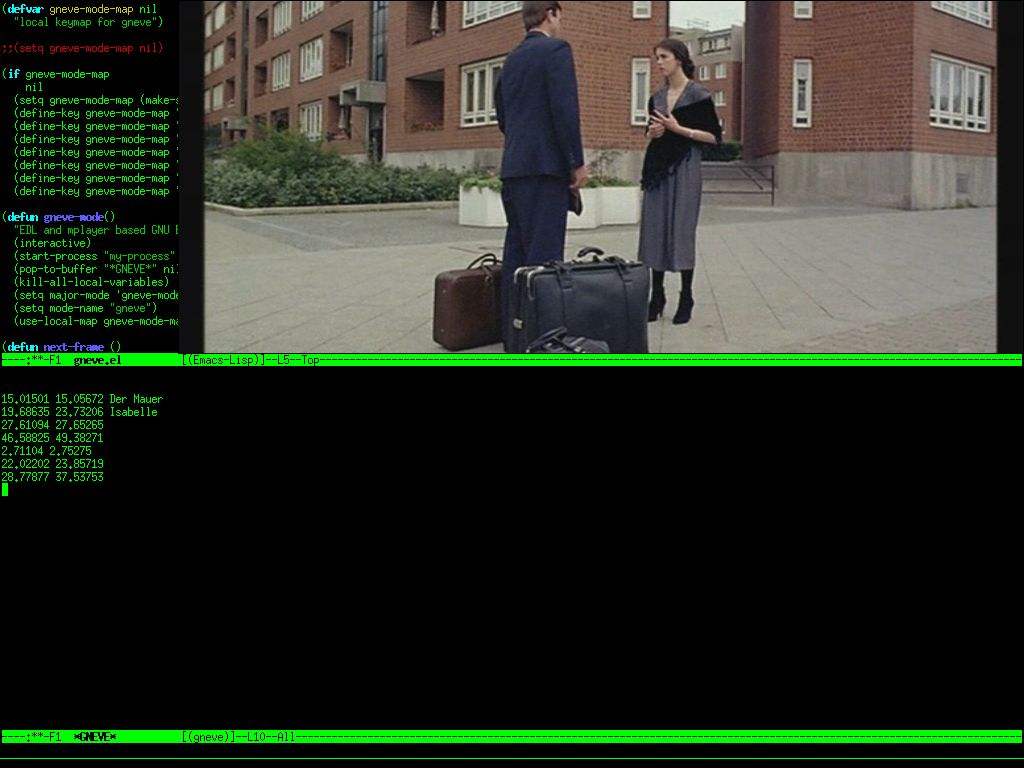 (defvar gneve-mode-map nil
"local keymap for gneve")
;;(setq gneve-mode-map nil)
(if gneve-mode-map
nil
(setq gneve-mode-map (make-s
(define-key gneve-mode-map '
(define-key gneve-mode-map '
(define-key gneve-mode-map '
(define-key gneve-mode-map '
(define-key gneve-mode-map '
(define-key gneve-mode-map '
(define-key gneve-mode-map '
(defun gneve-mode()
"EDL and mplayer based GNU E
(interactive)
(start-process "my-process"
(pop-to-buffer "*GNEVE*" nil
(kill-all-local-variables)
(setq major-mode 'gneve-mode
(setq mode-name "gneve")
(use-local-map gneve-mode-ma
(defun next-frame ()
----:**-F1 gneve.el [(Emacs-Lisp)]--L5--Top----
15.01501 15.05672 Der Mauer
19.68635 23.73206 Isabelle
27.61094 27.65265
46.58825 49.38271
2.71104 2.75275
22.02202 23.85719
28.77877 37.53753
----:**-F1 *GNEVE* [(gneve)]--L10--All----